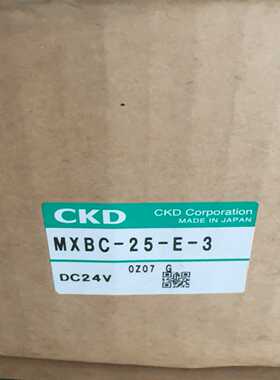 CKD
CKD Corporation
MADE IN JAPAN
MXBC-25-E-3
DC24V
0Z07 G